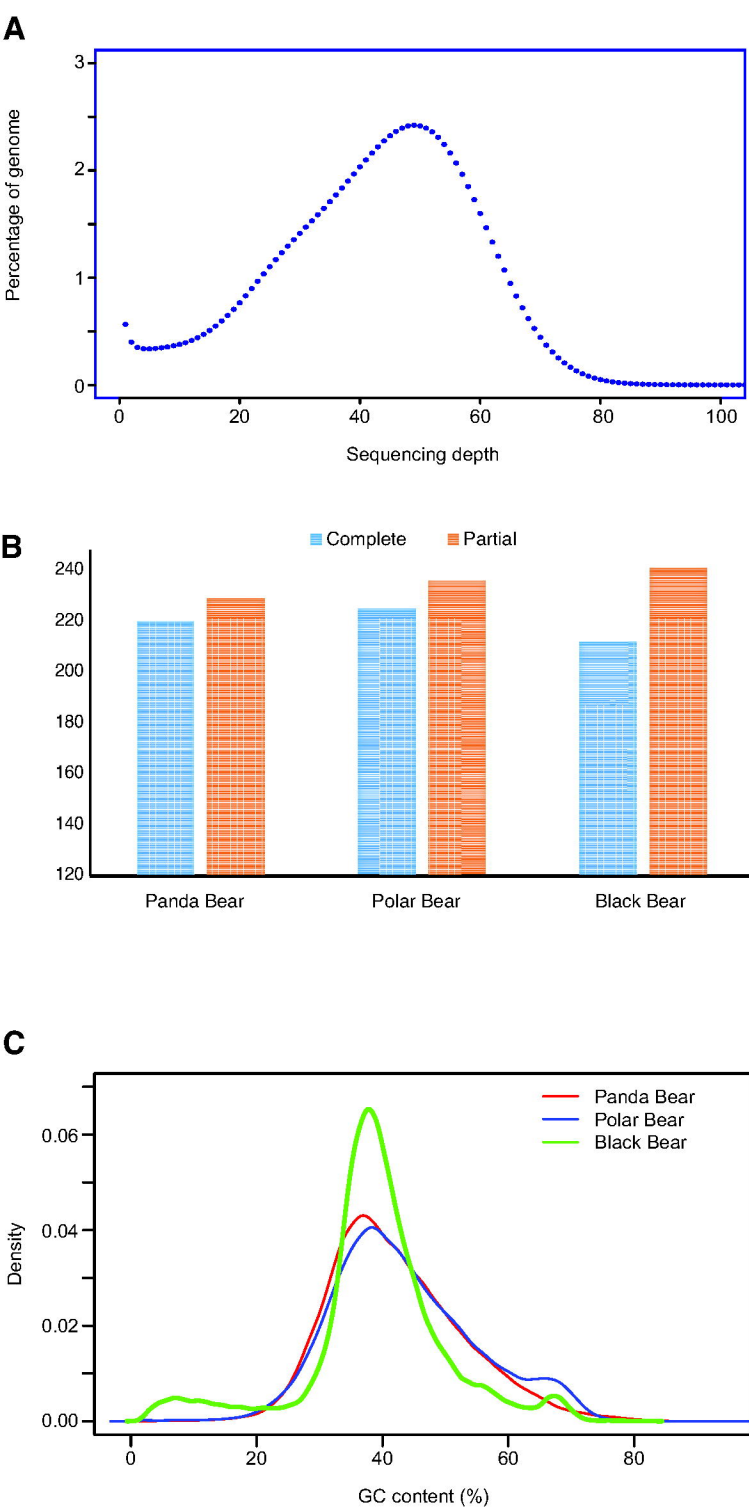 A
Percentage of genome
3
2
1
0
0 20 40 60 80 100
Sequencing depth
B
Complete Partial
240
220
200
180
160
140
120
Panda Bear Polar Bear Black Bear
C
Panda Bear
Polar Bear
Black Bear
Density
0.06
0.04
0.02
0.00
0 20 40 60 80
GC content (%)